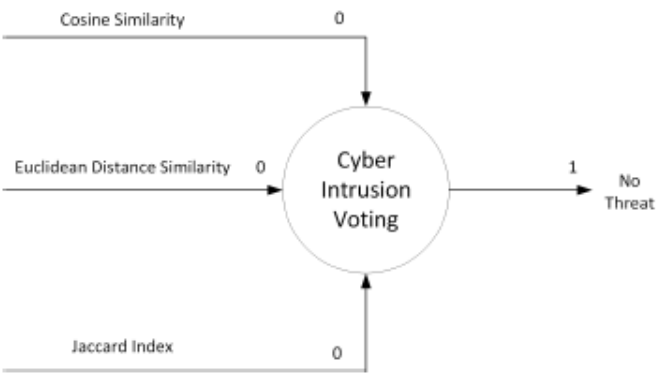 Cosine Similarity 0
Euclidean Distance Similarity 0
Cyber
Intrusion
Voting
1
No
Threat
Jaccard Index 0